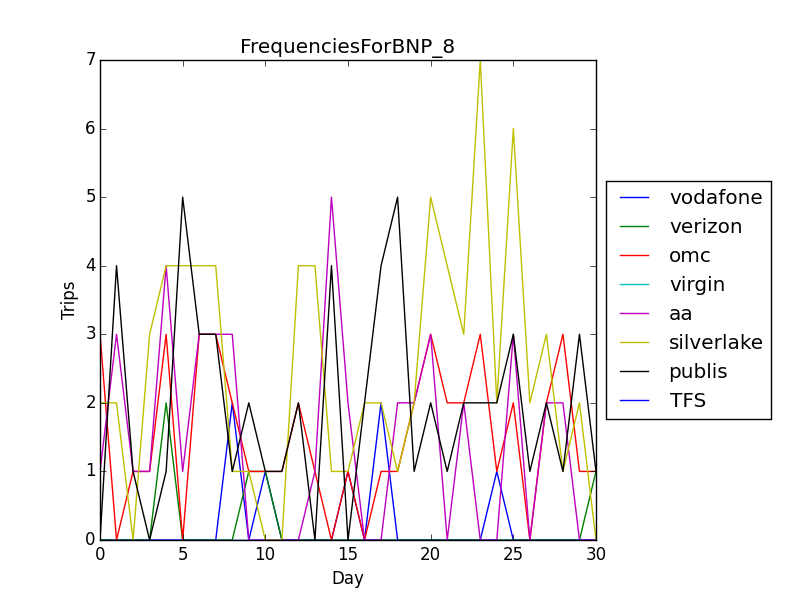 FrequenciesForBNP_8
7
6
5
4
3
2
1
0
Trips
0 5 10 15 20 25 30
Day
vodafone
verizon
omc
virgin
aa
silverlake
publis
TFS